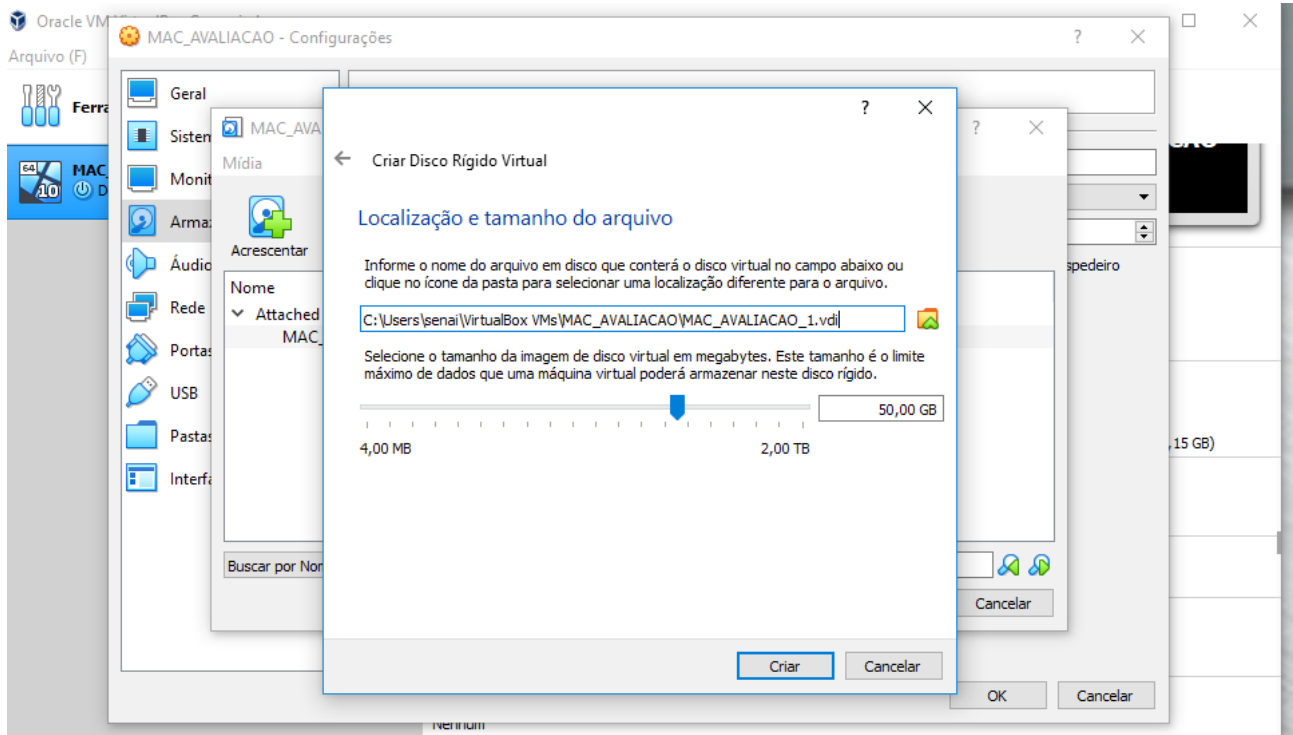 Oracle VM
MAC_AVALIACAO - Configurações
?
Arquivo (F)
Geral
Ferra
Sistem
MAC_AVA
?
?
Criar Disco Rígido Virtual
Mídia
64
10
MAC
D
Monit
Localização e tamanho do arquivo
Armaz
Acrescentar
Áudio
Informe o nome do arquivo em disco que conterá o disco virtual no campo abaixo ou
clique no ícone da pasta para selecionar uma localização diferente para o arquivo.
spedeiro
Nome
Rede
Attached
C:\Users\senai\VirtualBox VMs\MAC_AVALIACAO\MAC_AVALIACAO_1.vdi
MAC_
Portas
Selecione o tamanho da imagem de disco virtual em megabytes. Este tamanho é o limite
máximo de dados que uma máquina virtual poderá armazenar neste disco rígido.
USB
50,00 GB
Pastas
4,00 MB
2,00 TB
,15 GB)
Interfa
Buscar por Nor
Cancelar
Criar
Cancelar
OK
Cancelar
Nenhum